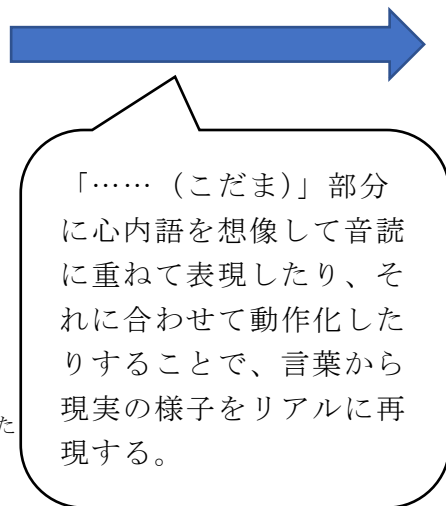 「…… (こだま)」部分
に心内語を想像して音読
に重ねて表現したり、そ
れに合わせて動作化した
りすることで、言葉から
現実の様子をリアルに再
現する。
た